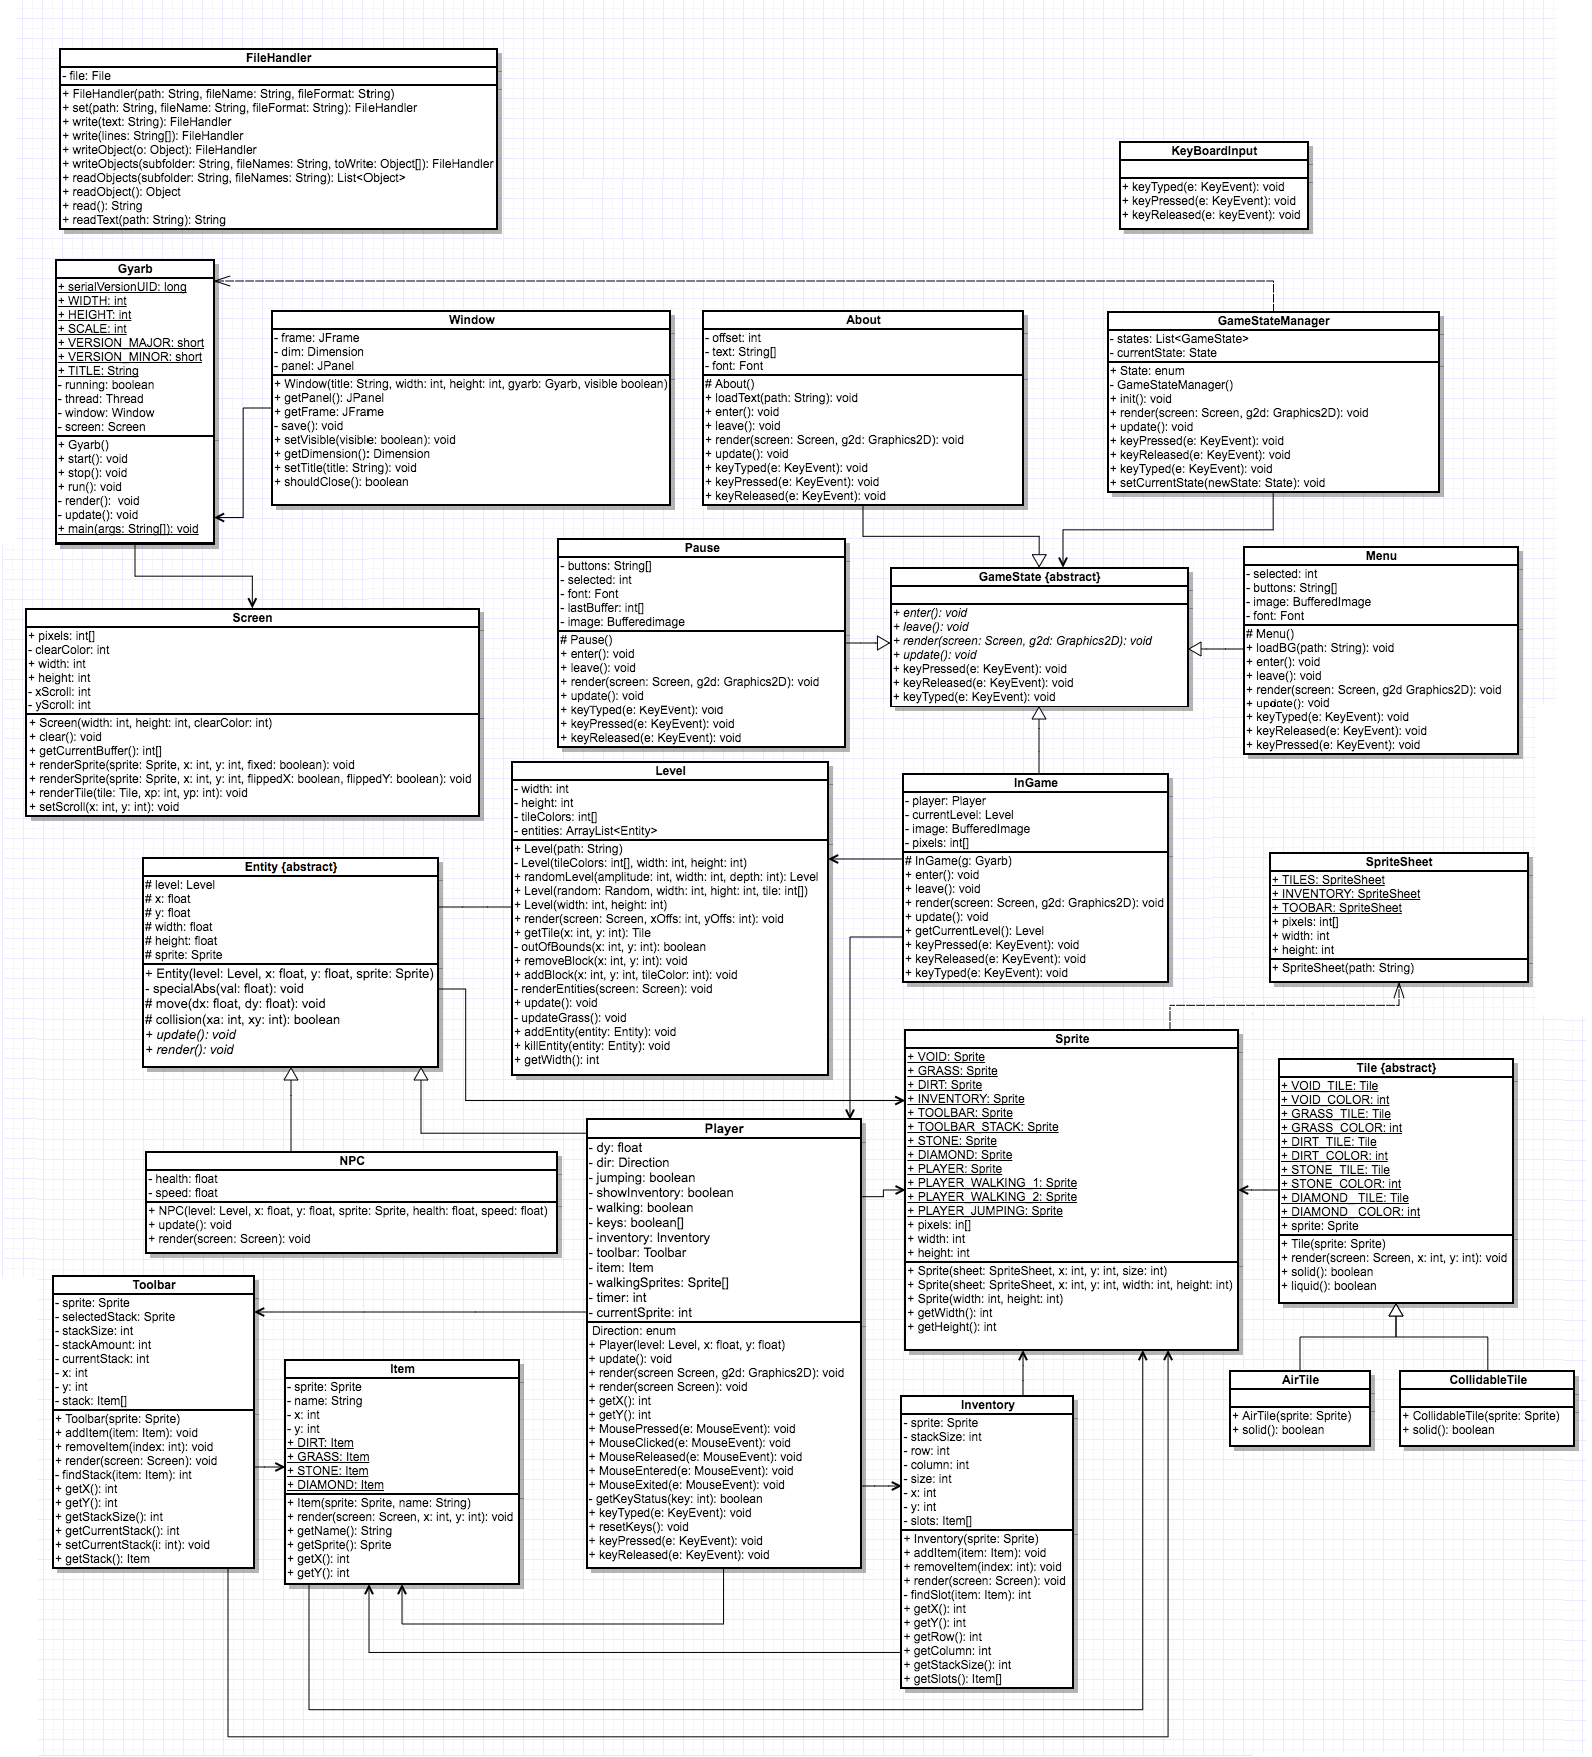 FileHandler
- file: File
+ FileHandler(path: String, fileName: String, fileFormat: String)
+ set(path: String, fileName: String, fileFormat: String): FileHandler
+ write(text: String): FileHandler
+ write(lines: String[]): FileHandler
+ writeObject(o: Object): FileHandler
+ writeObjects(subfolder: String, fileNames: String, toWrite: Object[]): FileHandler
+ readObjects(subfolder: String, fileNames: String): List<Object>
+ readObject(): Object
+ read(): String
+ readText(path: String): String
KeyBoardInput
+ keyTyped(e: KeyEvent): void
+ keyPressed(e: KeyEvent): void
+ keyReleased(e: keyEvent): void
Gyarb
+ serialVersionUID: long
+ WIDTH: int
+ HEIGHT: int
+ SCALE: int
+ VERSION_MAJOR: short
+ VERSION_MINOR: short
+ TITLE: String
- running: boolean
- thread: Thread
- window: Window
- screen: Screen
+ Gyarb()
+ start(): void
+ stop(): void
+ run(): void
- render(): void
- update(): void
+ main(args: String[]): void
Window
- frame: JFrame
- dim: Dimension
- panel: JPanel
+ Window(title: String, width: int, height: int, gyarb: Gyarb, visible boolean)
+ getPanel(): JPanel
+ getFrame: JFrame
- save(): void
+ setVisible(visible: boolean): void
+ getDimension(): Dimension
+ setTitle(title: String): void
+ shouldClose(): boolean
About
- offset: int
- text: String[]
- font: Font
# About()
+ loadText(path: String): void
+ enter(): void
+ leave(): void
+ render(screen: Screen, g2d: Graphics2D): void
+ update(): void
+ keyTyped(e: KeyEvent): void
+ keyPressed(e: KeyEvent): void
+ keyReleased(e: KeyEvent): void
GameStateManager
- states: List<GameState>
- currentState: State
+ State: enum
- GameStateManager()
+ init(): void
+ render(screen: Screen, g2d: Graphics2D): void
+ update(): void
+ keyPressed(e: KeyEvent): void
+ keyReleased(e: KeyEvent): void
+ keyTyped(e: KeyEvent): void
+ setCurrentState(newState: State): void
Pause
- buttons: String[]
- selected: int
- font: Font
- lastBuffer: int[]
- image: BufferedImage
# Pause()
+ enter(): void
+ leave(): void
+ render(screen: Screen, g2d: Graphics2D): void
+ update(): void
+ keyTyped(e: KeyEvent): void
+ keyPressed(e: KeyEvent): void
+ keyReleased(e: KeyEvent): void
GameState {abstract}
+ enter(): void
+ leave(): void
+ render(screen: Screen, g2d: Graphics2D): void
+ update(): void
+ keyPressed(e: KeyEvent): void
+ keyReleased(e: KeyEvent): void
+ keyTyped(e: KeyEvent): void
Menu
- selected: int
- buttons: String[]
- image: BufferedImage
- font: Font
# Menu()
+ loadBG(path: String): void
+ enter(): void
+ leave(): void
+ render(screen: Screen, g2d Graphics2D): void
+ update(): void
+ keyTyped(e: KeyEvent): void
+ keyReleased(e: KeyEvent): void
+ keyPressed(e: KeyEvent): void
Screen
+ pixels: int[]
- clearColor: int
+ width: int
+ height: int
- xScroll: int
- yScroll: int
+ Screen(width: int, height: int, clearColor: int)
+ clear(): void
+ getCurrentBuffer(): int[]
+ renderSprite(sprite: Sprite, x: int, y: int, fixed: boolean): void
+ renderSprite(sprite: Sprite, x: int, y: int, flippedX: boolean, flippedY: boolean): void
+ renderTile(tile: Tile, xp: int, yp: int): void
+ setScroll(x: int, y: int): void
Level
- width: int
- height: int
- tileColors: int[]
- entities: ArrayList<Entity>
+ Level(path: String)
- Level(tileColors: int[], width: int, height: int)
+ randomLevel(amplitude: int, width: int, depth: int): Level
+ Level(random: Random, width: int, hight: int, tile: int[])
+ Level(width: int, height: int)
+ render(screen: Screen, xOffs: int, yOffs: int): void
+ getTile(x: int, y: int): Tile
- outOfBounds(x: int, y: int): boolean
+ removeBlock(x: int, y: int): void
+ addBlock(x: int, y: int, tileColor: int): void
- renderEntities(screen: Screen): void
+ update(): void
- updateGrass(): void
+ addEntity(entity: Entity): void
+ killEntity(entity: Entity): void
+ getWidth(): int
InGame
- player: Player
- currentLevel: Level
- image: BufferedImage
- pixels: int[]
# InGame(g: Gyarb)
+ enter(): void
+ leave(): void
+ render(screen: Screen, g2d: Graphics2D): void
+ update(): void
+ getCurrentLevel(): Level
+ keyPressed(e: KeyEvent): void
+ keyReleased(e: KeyEvent): void
+ keyTyped(e: KeyEvent): void
SpriteSheet
+ TILES: SpriteSheet
+ INVENTORY: SpriteSheet
+ TOOBAR: SpriteSheet
+ pixels: int[]
+ width: int
+ height: int
+ SpriteSheet(path: String)
Entity {abstract}
# level: Level
# x: float
# y: float
# width: float
# height: float
# sprite: Sprite
+ Entity(level: Level, x: float, y: float, sprite: Sprite)
- specialAbs(val: float): void
# move(dx: float, dy: float): void
# collision(xa: int, xy: int): boolean
+ update(): void
+ render(): void
NPC
- health: float
- speed: float
+ NPC(level: Level, x: float, y: float, sprite: Sprite, health: float, speed: float)
+ update(): void
+ render(screen: Screen): void
Player
- dy: float
- dir: Direction
- jumping: boolean
- showInventory: boolean
- walking: boolean
- keys: boolean[]
- inventory: Inventory
- toolbar: Toolbar
- item: Item
- walkingSprites: Sprite[]
- timer: int
- currentSprite: int
Direction: enum
+ Player(level: Level, x: float, y: float)
+ update(): void
+ render(screen Screen, g2d: Graphics2D): void
+ render(screen Screen): void
+ getX(): int
+ getY(): int
+ MousePressed(e: MouseEvent): void
+ MouseClicked(e: MouseEvent): void
+ MouseReleased(e: MouseEvent): void
+ MouseEntered(e: MouseEvent): void
+ MouseExited(e: MouseEvent): void
- getKeyStatus(key: int): boolean
+ keyTyped(e: KeyEvent): void
+ resetKeys(): void
+ keyPressed(e: KeyEvent): void
+ keyReleased(e: KeyEvent): void
Sprite
+ VOID: Sprite
+ GRASS: Sprite
+ DIRT: Sprite
+ INVENTORY: Sprite
+ TOOLBAR: Sprite
+ TOOLBAR_STACK: Sprite
+ STONE: Sprite
+ DIAMOND: Sprite
+ PLAYER: Sprite
+ PLAYER_WALKING_1: Sprite
+ PLAYER_WALKING_2: Sprite
+ PLAYER_JUMPING: Sprite
+ pixels: in[]
+ width: int
+ height: int
+ Sprite(sheet: SpriteSheet, x: int, y: int, size: int)
+ Sprite(sheet: SpriteSheet, x: int, y: int, width: int, height: int)
+ Sprite(width: int, height: int)
+ getWidth(): int
+ getHeight(): int
Tile {abstract}
+ VOID_TILE: Tile
+ VOID_COLOR: int
+ GRASS_TILE: Tile
+ GRASS_COLOR: int
+ DIRT_TILE: Tile
+ DIRT_COLOR: int
+ STONE_TILE: Tile
+ STONE_COLOR: int
+ DIAMOND_TILE: Tile
+ DIAMOND_COLOR: int
+ sprite: Sprite
+ Tile(sprite: Sprite)
+ render(screen: Screen, x: int, y: int): void
+ solid(): boolean
+ liquid(): boolean
AirTile
+ AirTile(sprite: Sprite)
+ solid(): boolean
CollidableTile
+ CollidableTile(sprite: Sprite)
+ solid(): boolean
Toolbar
- sprite: Sprite
- selectedStack: Sprite
- stackSize: int
- stackAmount: int
- currentStack: int
- x: int
- y: int
- stack: Item[]
+ Toolbar(sprite: Sprite)
+ addItem(item: Item): void
+ removeItem(index: int): void
+ render(screen: Screen): void
- findStack(item: Item): int
+ getX(): int
+ getY(): int
+ getStackSize(): int
+ getCurrentStack(): int
+ setCurrentStack(i: int): void
+ getStack(): Item
Item
- sprite: Sprite
- name: String
- x: int
- y: int
+ DIRT: Item
+ GRASS: Item
+ STONE: Item
+ DIAMOND: Item
+ Item(sprite: Sprite, name: String)
+ render(screen: Screen, x: int, y: int): void
+ getName(): String
+ getSprite(): Sprite
+ getX(): int
+ getY(): int
Inventory
- sprite: Sprite
- stackSize: int
- row: int
- column: int
- size: int
- x: int
- y: int
- slots: Item[]
+ Inventory(sprite: Sprite)
+ addItem(item: Item): void
+ removeItem(index: int): void
+ render(screen: Screen): void
- findSlot(item: Item): int
+ getX(): int
+ getY(): int
+ getRow(): int
+ getColumn: int
+ getStackSize(): int
+ getSlots(): Item[]